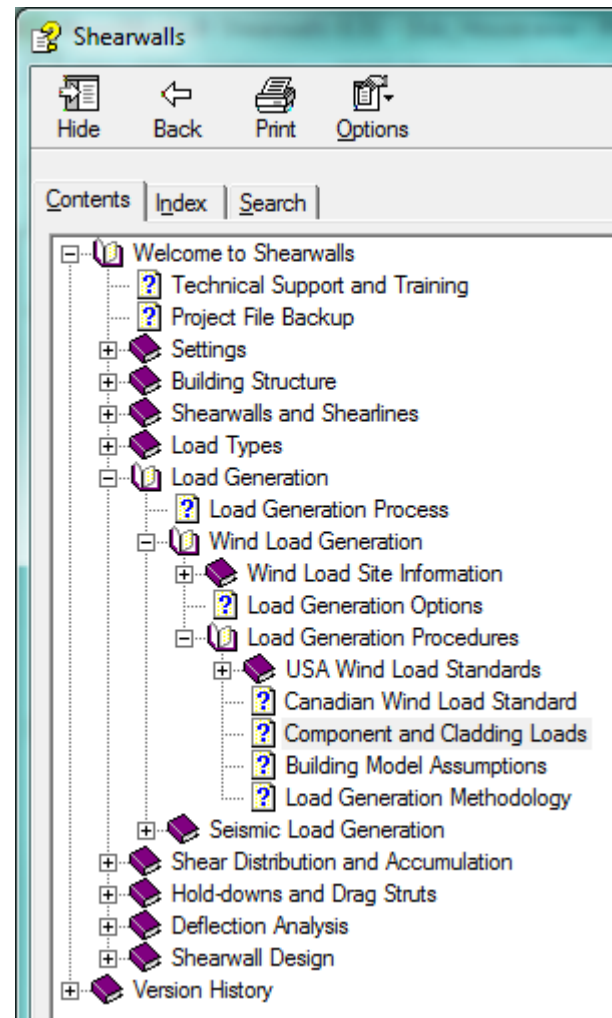 Shearwalls
Hide Back Print Options
Contents Index Search
Welcome to Shearwalls
? Technical Support and Training
? Project File Backup
Settings
Building Structure
Shearwalls and Shearlines
Load Types
Load Generation
? Load Generation Process
Wind Load Generation
Wind Load Site Information
? Load Generation Options
Load Generation Procedures
USA Wind Load Standards
? Canadian Wind Load Standard
? Component and Cladding Loads
? Building Model Assumptions
? Load Generation Methodology
Seismic Load Generation
Shear Distribution and Accumulation
Hold-downs and Drag Struts
Deflection Analysis
Shearwall Design
Version History